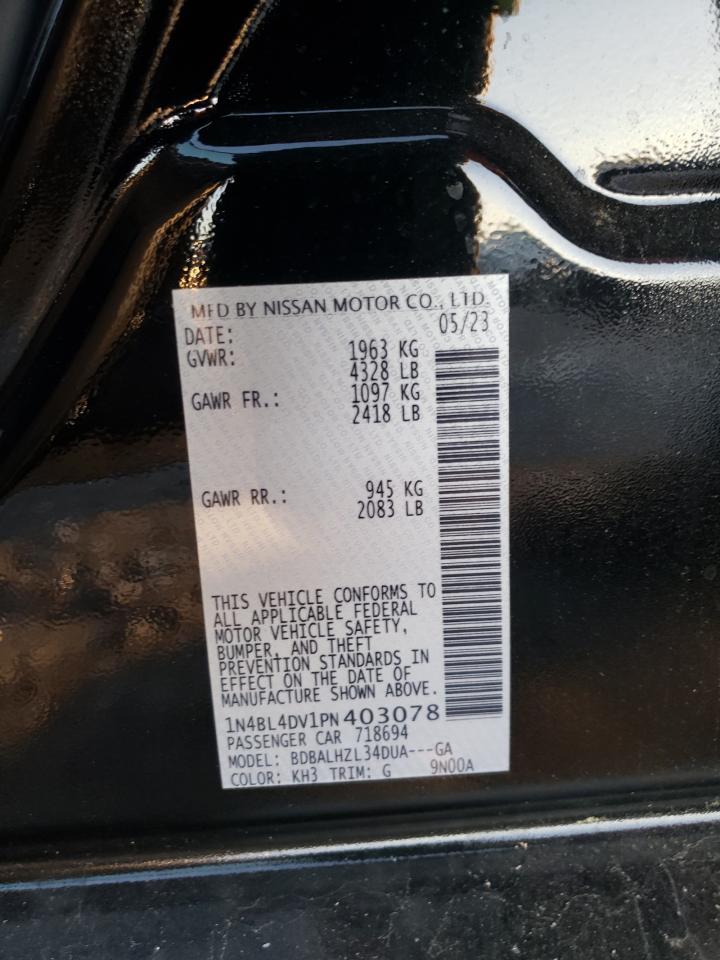 MFD BY NISSAN MOTOR CO., LTD.
DATE: 05/23
GVWR: 1963 KG
4328 LB
GAWR FR.: 1097 KG
2418 LB
GAWR RR.: 945 KG
2083 LB
THIS VEHICLE CONFORMS TO
ALL APPLICABLE FEDERAL
MOTOR VEHICLE SAFETY,
BUMPER, AND THEFT
PREVENTION STANDARDS IN
EFFECT ON THE DATE OF
MANUFACTURE SHOWN ABOVE.
1N4BL4DV1PN403078
PASSENGER CAR 718694
MODEL: BDBALHZL34DUA---GA
COLOR: KH3 TRIM: G 9N00A